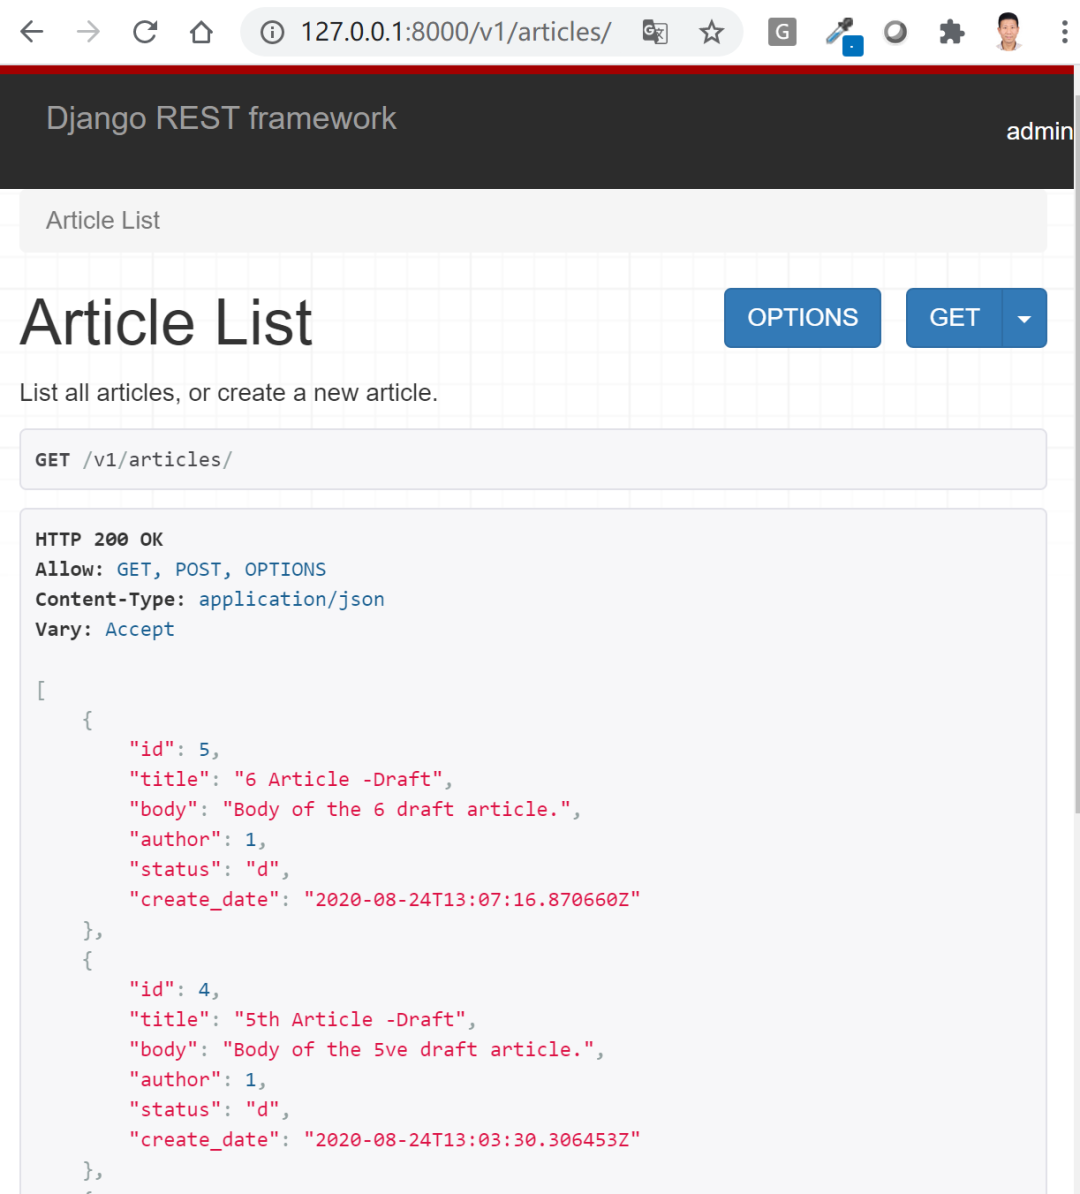 127.0.0.1:8000/v1/articles/
G
Django REST framework
admin
Article List
Article List
OPTIONS
GET
List all articles, or create a new article.
GET /v1/articles/
HTTP 200 OK
Allow: GET, POST, OPTIONS
Content-Type: application/json
Vary: Accept
[
    {
        "id": 5,
        "title": "6 Article -Draft",
        "body": "Body of the 6 draft article.",
        "author": 1,
        "status": "d",
        "create_date": "2020-08-24T13:07:16.870660Z"
    },
    {
        "id": 4,
        "title": "5th Article -Draft",
        "body": "Body of the 5ve draft article.",
        "author": 1,
        "status": "d",
        "create_date": "2020-08-24T13:03:30.306453Z"
    },